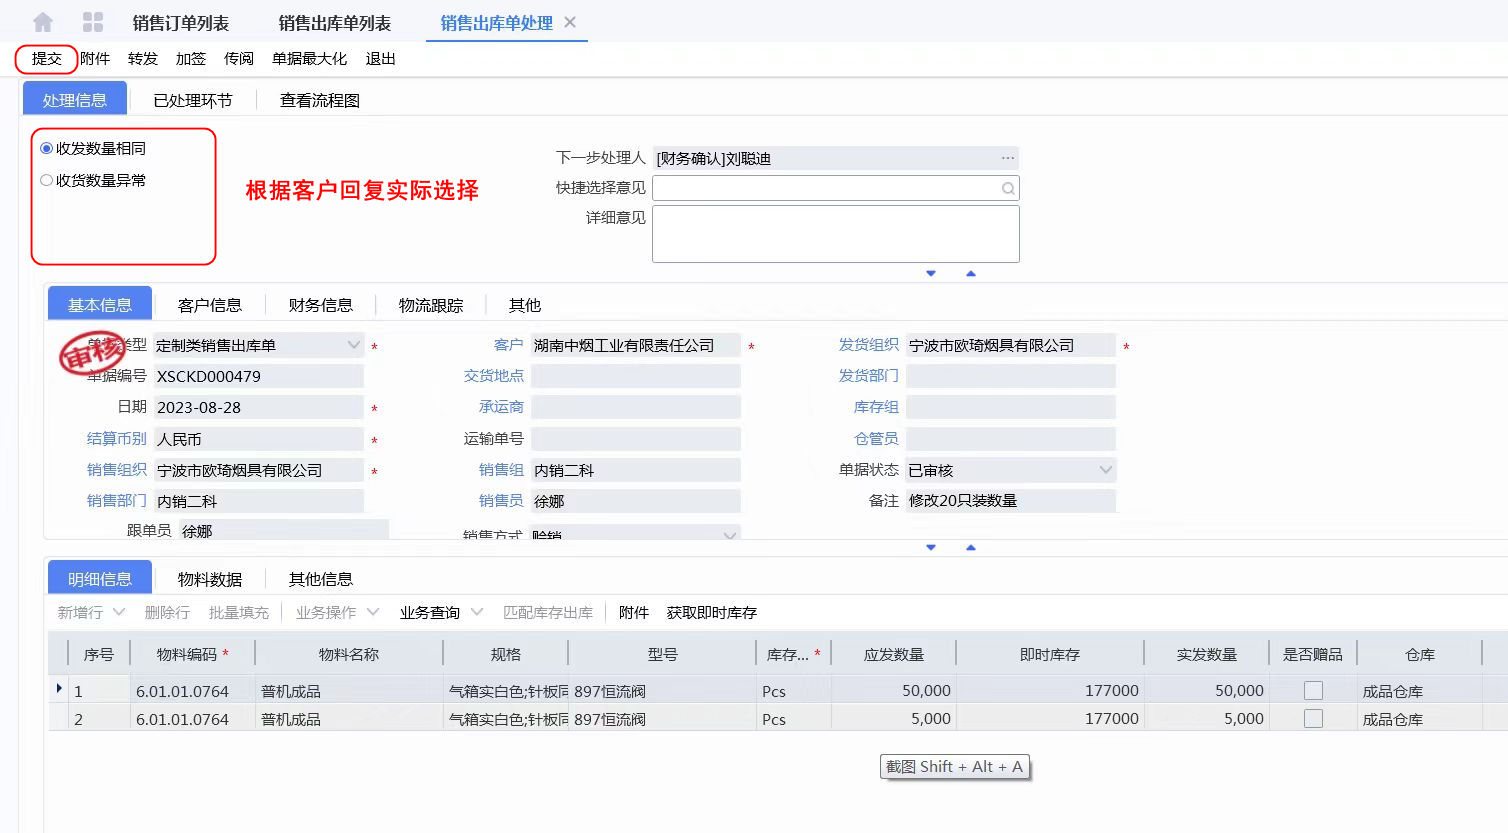 销售订单列表 销售出库单列表 销售出库单处理
提交 附件 转发 加签 传阅 单据最大化 退出
处理信息 已处理环节 查看流程图
收发数量相同
收货数量异常
根据客户回复实际选择
下一步处理人 [财务确认]刘聪迪 ...
快捷选择意见
详细意见
基本信息 客户信息 财务信息 物流跟踪 其他
审核
单据类型 定制类销售出库单 * 客户 湖南中烟工业有限责任公司 * 发货组织 宁波市欧琦烟具有限公司 *
单据编号 XSCKD000479 交货地点 发货部门
日期 2023-08-28 * 承运商 库存组
结算币别 人民币 * 运输单号 仓管员
销售组织 宁波市欧琦烟具有限公司 * 销售组 内销二科 单据状态 已审核
销售部门 内销二科 销售员 徐娜 备注 修改20只装数量
跟单员 徐娜 销售方式 赊销
明细信息 物料数据 其他信息
新增行 删除行 批量填充 业务操作 业务查询 匹配库存出库 附件 获取即时库存
序号 物料编码 * 物料名称 规格 型号 库存... * 应发数量 即时库存 实发数量 是否赠品 仓库
1 6.01.01.0764 普机成品 气箱实白色;针板同 897恒流阀 Pcs 50,000 177000 50,000 成品仓库
2 6.01.01.0764 普机成品 气箱实白色;针板同 897恒流阀 Pcs 5,000 177000 5,000 成品仓库
截图 Shift + Alt + A